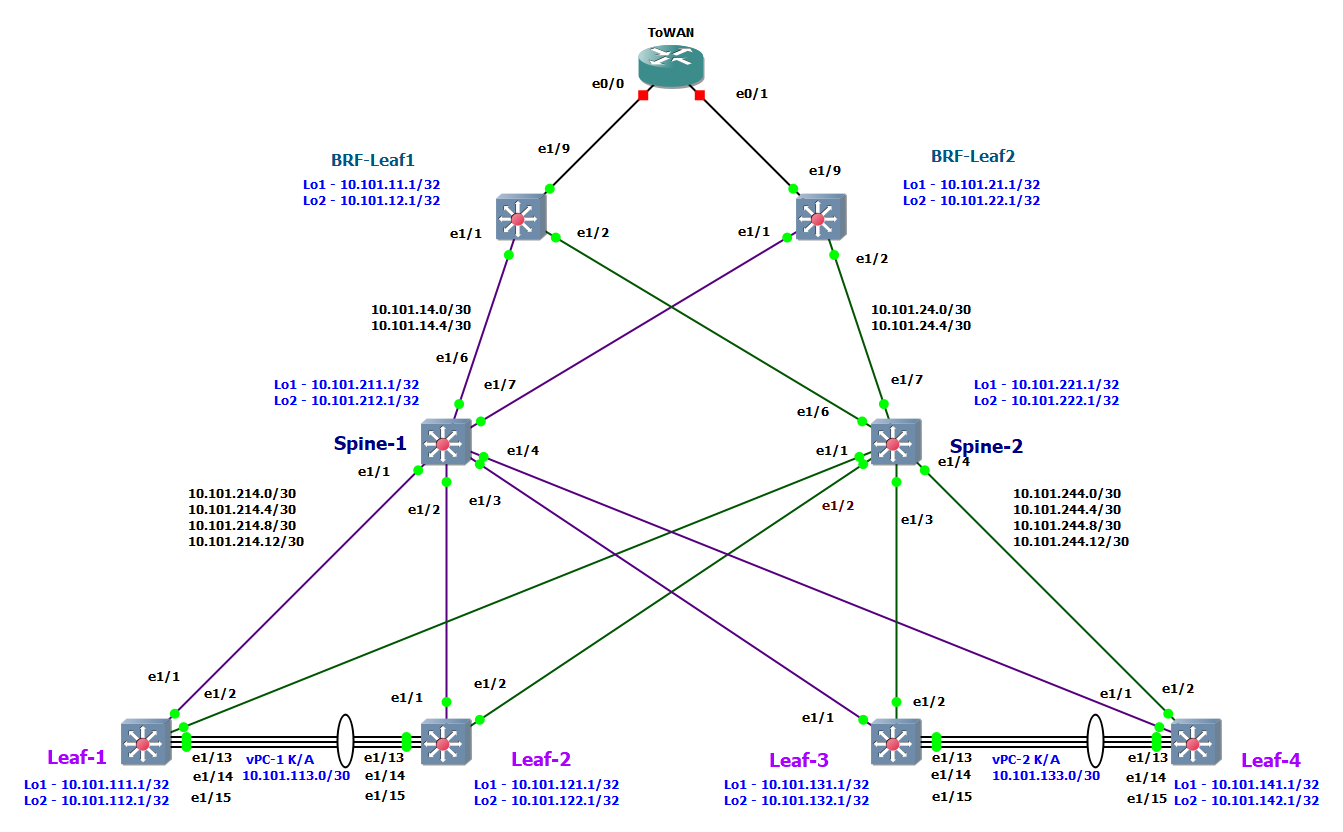 ToWAN
e0/0
e0/1
e1/9
e1/9
BRF-Leaf1
Lo1 - 10.101.11.1/32
Lo2 - 10.101.12.1/32
BRF-Leaf2
Lo1 - 10.101.21.1/32
Lo2 - 10.101.22.1/32
e1/1
e1/2
e1/1
e1/2
10.101.14.0/30
10.101.14.4/30
10.101.24.0/30
10.101.24.4/30
e1/6
e1/7
e1/6
e1/7
Lo1 - 10.101.211.1/32
Lo2 - 10.101.212.1/32
Lo1 - 10.101.221.1/32
Lo2 - 10.101.222.1/32
Spine-1
Spine-2
e1/1
e1/2
e1/3
e1/4
e1/1
e1/2
e1/3
e1/4
10.101.214.0/30
10.101.214.4/30
10.101.214.8/30
10.101.214.12/30
10.101.244.0/30
10.101.244.4/30
10.101.244.8/30
10.101.244.12/30
e1/1
e1/2
e1/1
e1/2
e1/1
e1/2
e1/1
e1/2
Leaf-1
Lo1 - 10.101.111.1/32
Lo2 - 10.101.112.1/32
e1/13
e1/14
e1/15
vPC-1 K/A
10.101.113.0/30
e1/13
e1/14
e1/15
Leaf-2
Lo1 - 10.101.121.1/32
Lo2 - 10.101.122.1/32
Leaf-3
Lo1 - 10.101.131.1/32
Lo2 - 10.101.132.1/32
e1/13
e1/14
e1/15
vPC-2 K/A
10.101.133.0/30
e1/13
e1/14
e1/15
Leaf-4
Lo1 - 10.101.141.1/32
Lo2 - 10.101.142.1/32